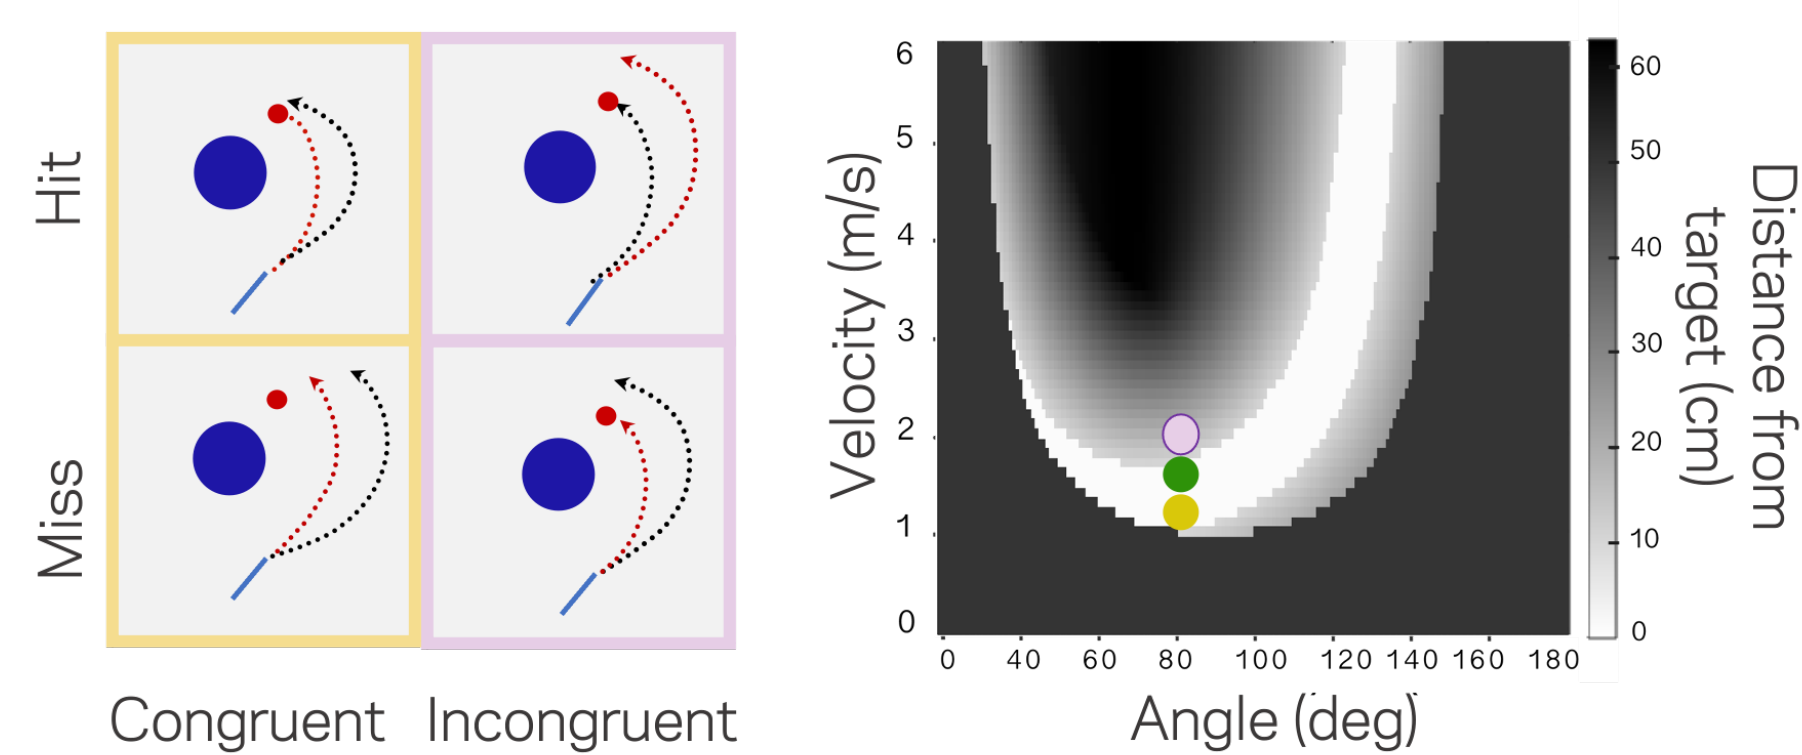 Hit
Miss
Congruent
Incongruent
Velocity (m/s)
6
5
4
3
2
1
0
0 40 60 80 100 120 140 160 180
Angle (deg)
60
50
40
30
20
10
0
Distance from
target (cm)